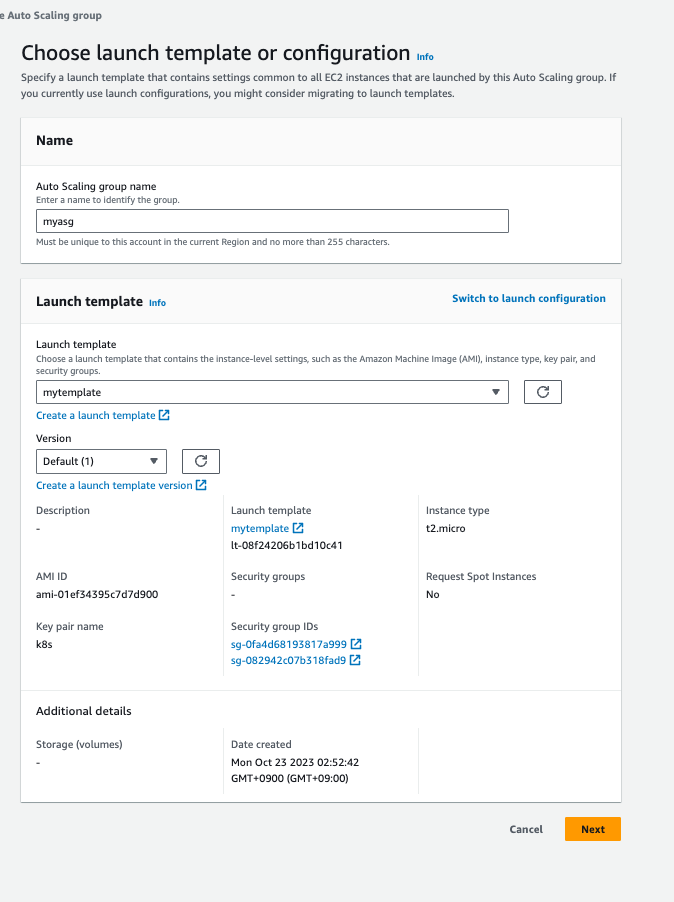 e Auto Scaling group
Choose launch template or configuration Info
Specify a launch template that contains settings common to all EC2 instances that are launched by this Auto Scaling group. If
you currently use launch configurations, you might consider migrating to launch templates.
Name
Auto Scaling group name
Enter a name to identify the group.
myasg
Must be unique to this account in the current Region and no more than 255 characters.
Launch template Info
Switch to launch configuration
Launch template
Choose a launch template that contains the instance-level settings, such as the Amazon Machine Image (AMI), instance type, key pair, and
security groups.
mytemplate
Create a launch template
Version
Default (1)
Create a launch template version
Description
-
Launch template
mytemplate
lt-08f24206b1bd10c41
Instance type
t2.micro
AMI ID
ami-01ef34395c7d7d900
Security groups
-
Request Spot Instances
No
Key pair name
k8s
Security group IDs
sg-0fa4d68193817a999
sg-082942c07b318fad9
Additional details
Storage (volumes)
-
Date created
Mon Oct 23 2023 02:52:42
GMT+0900 (GMT+09:00)
Cancel
Next